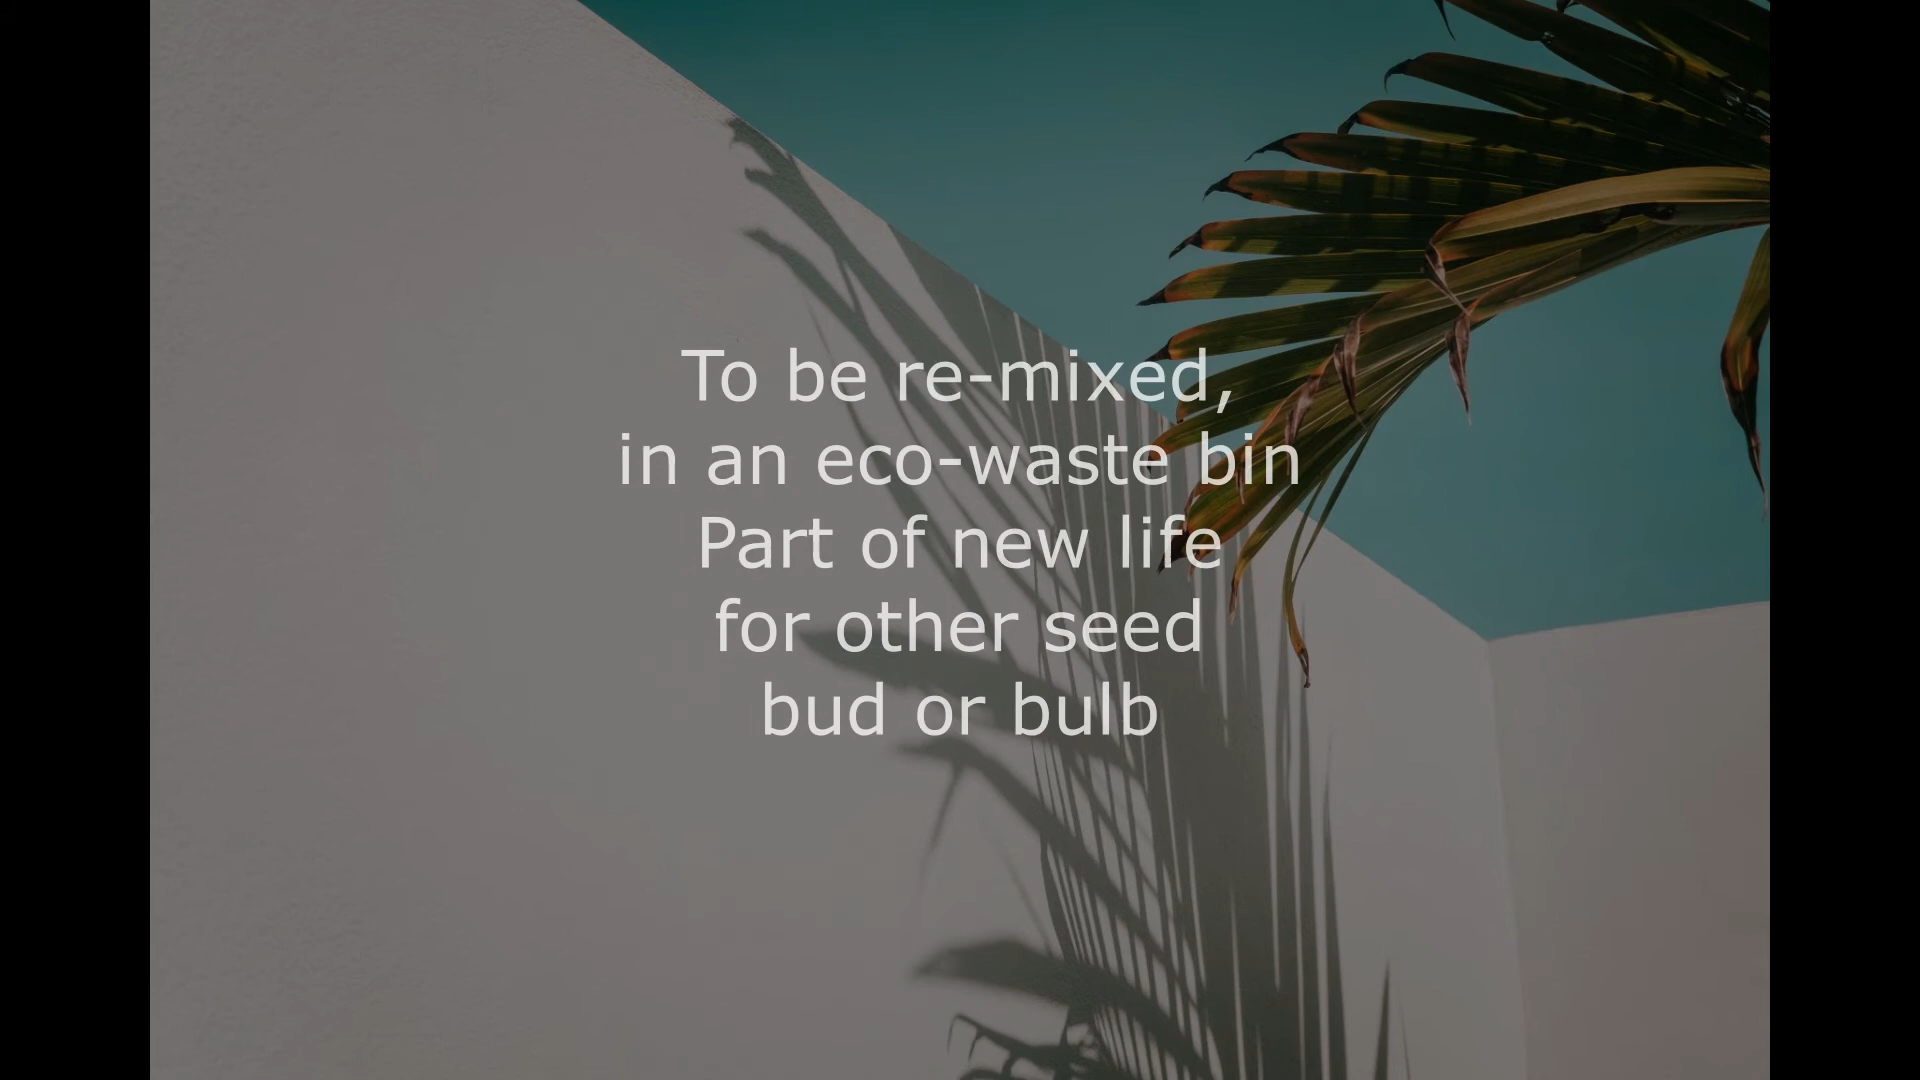 To be re-mixed,
in an eco-waste bin
Part of new life
for other seed
bud or bulb